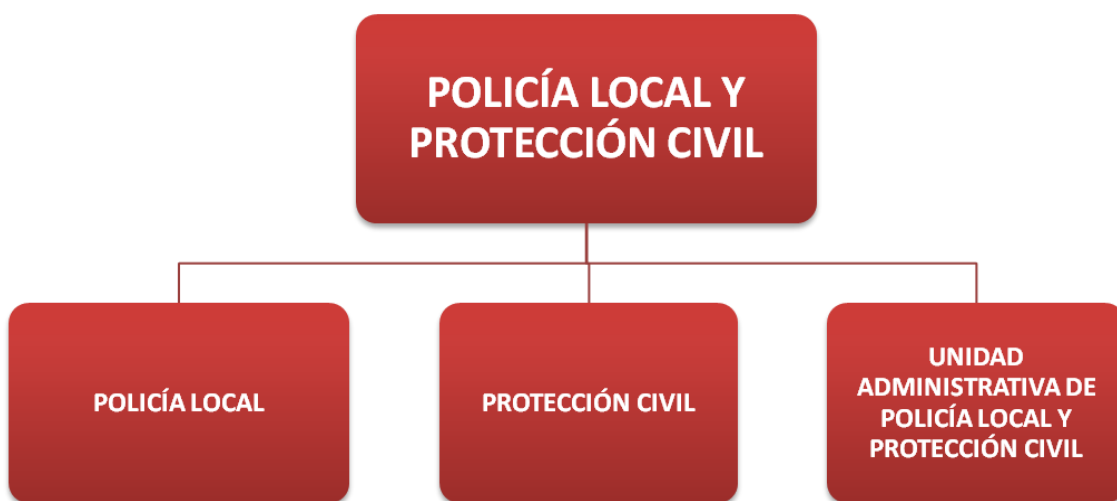 POLICÍA LOCAL Y
PROTECCIÓN CIVIL
POLICÍA LOCAL
PROTECCIÓN CIVIL
UNIDAD
ADMINISTRATIVA DE
POLICÍA LOCAL Y
PROTECCIÓN CIVIL